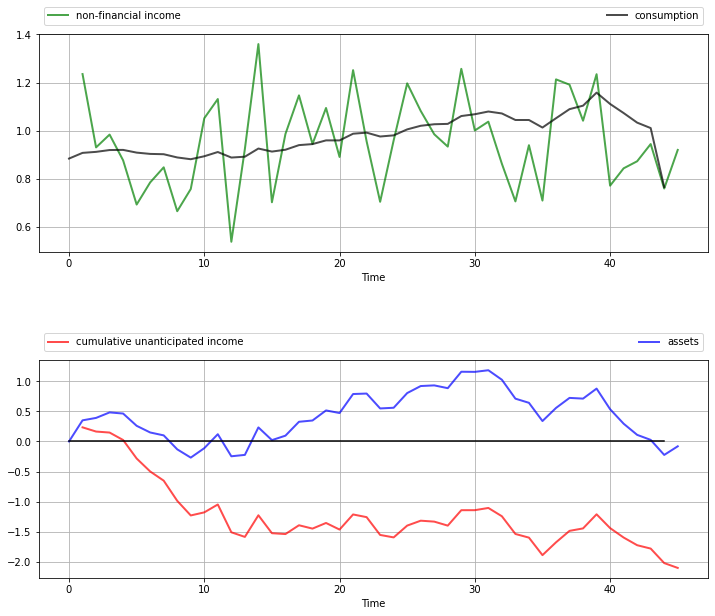 non-financial income consumption
1.4
1.2
1.0
0.8
0.6
0 10 20 30 40
Time
cumulative unanticipated income assets
1.0
0.5
0.0
−0.5
−1.0
−1.5
−2.0
0 10 20 30 40
Time